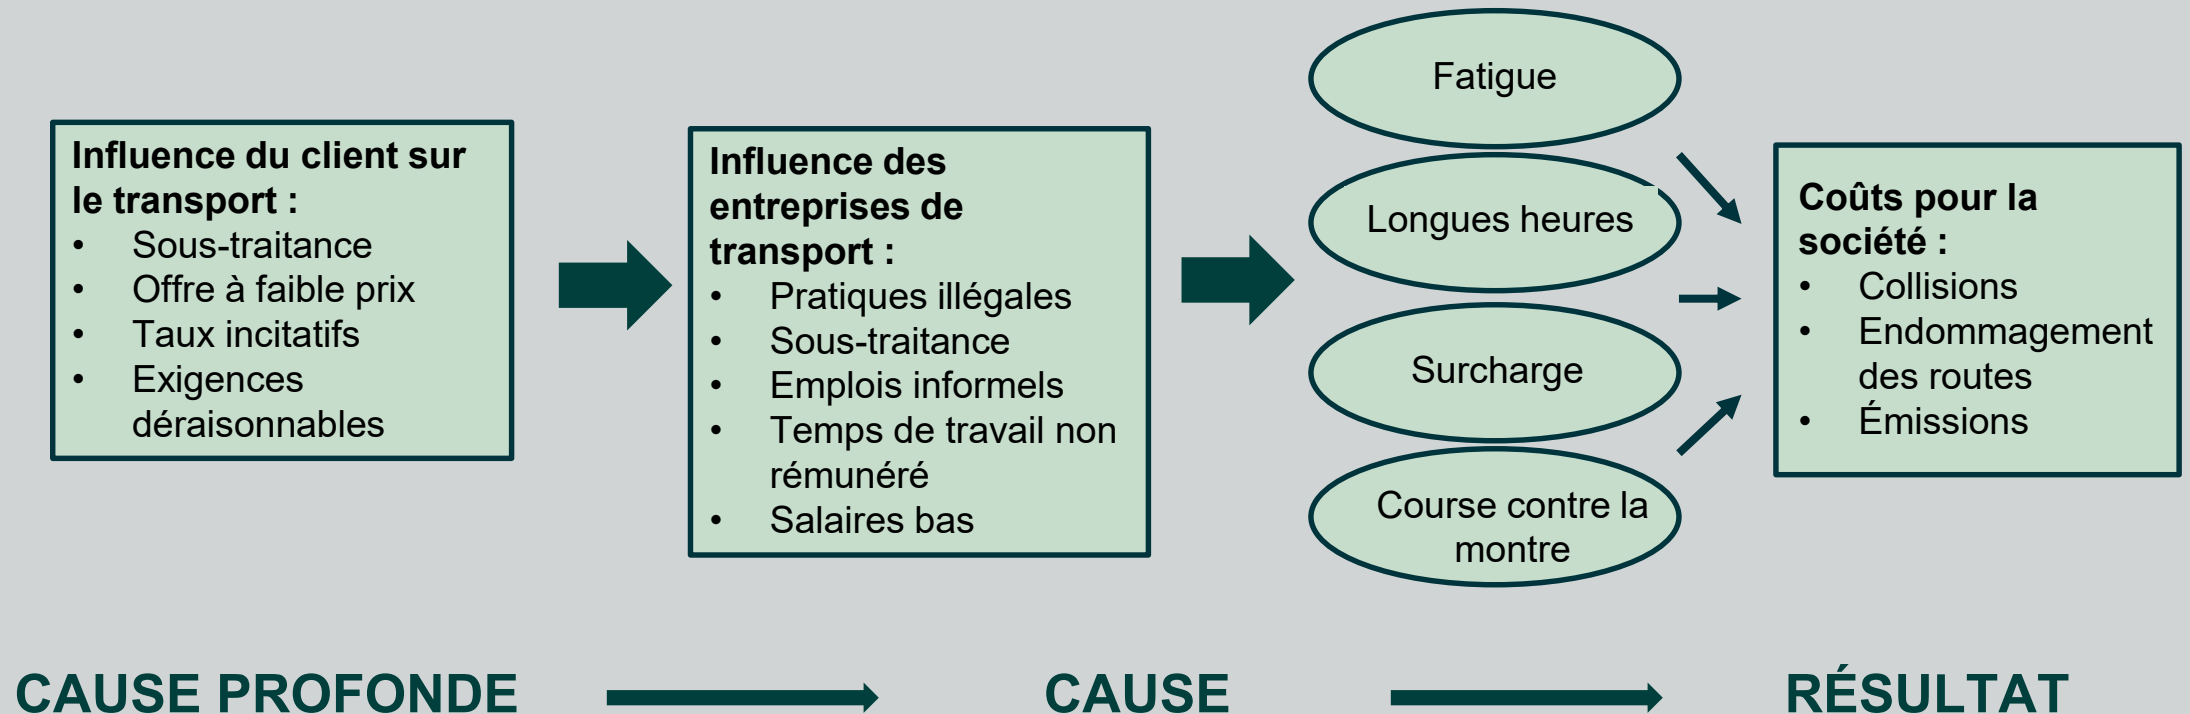 Influence du client sur
le transport :
• Sous-traitance
• Offre à faible prix
• Taux incitatifs
• Exigences
déraisonnables
Influence des
entreprises de
transport :
• Pratiques illégales
• Sous-traitance
• Emplois informels
• Temps de travail non
rémunéré
• Salaires bas
Fatigue
Longues heures
Surcharge
Course contre la
montre
Coûts pour la
société :
• Collisions
• Endommagement
des routes
• Émissions
CAUSE PROFONDE
CAUSE
RÉSULTAT